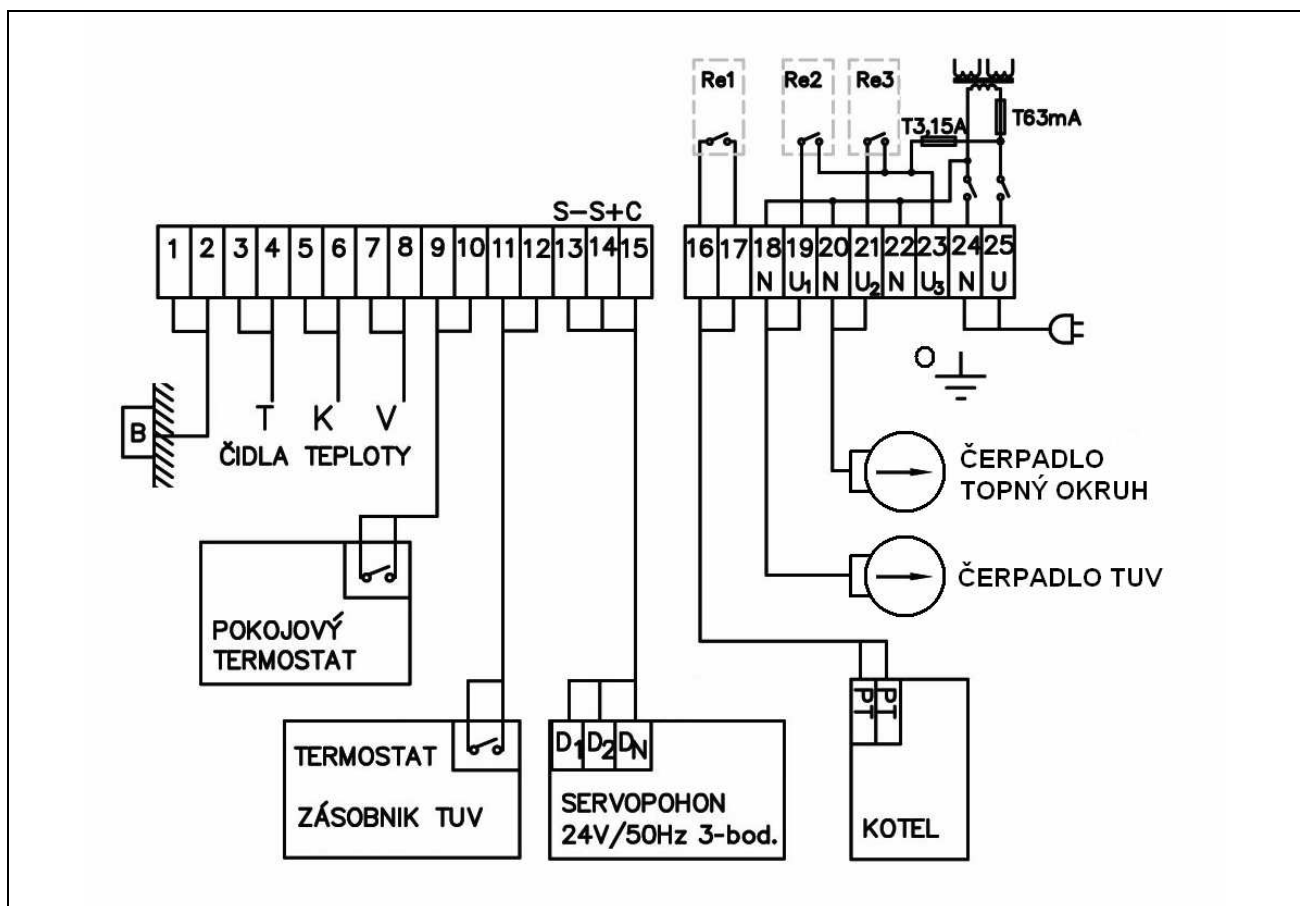 Re1 Re2 Re3
T3,15A T63mA
S- S+ C
1 2 3 4 5 6 7 8 9 10 11 12 13 14 15
16 17 18 19 20 21 22 23 24 25
N U1 N U2 N U3 N U
B
T K V
ČIDLA TEPLOTY
O
ČERPADLO
TOPNÝ OKRUH
ČERPADLO TUV
POKOJOVÝ
TERMOSTAT
TERMOSTAT
ZÁSOBNIK TUV
D1 D2 DN
SERVOPOHON
24V/50Hz 3-bod.
PT PT
KOTEL